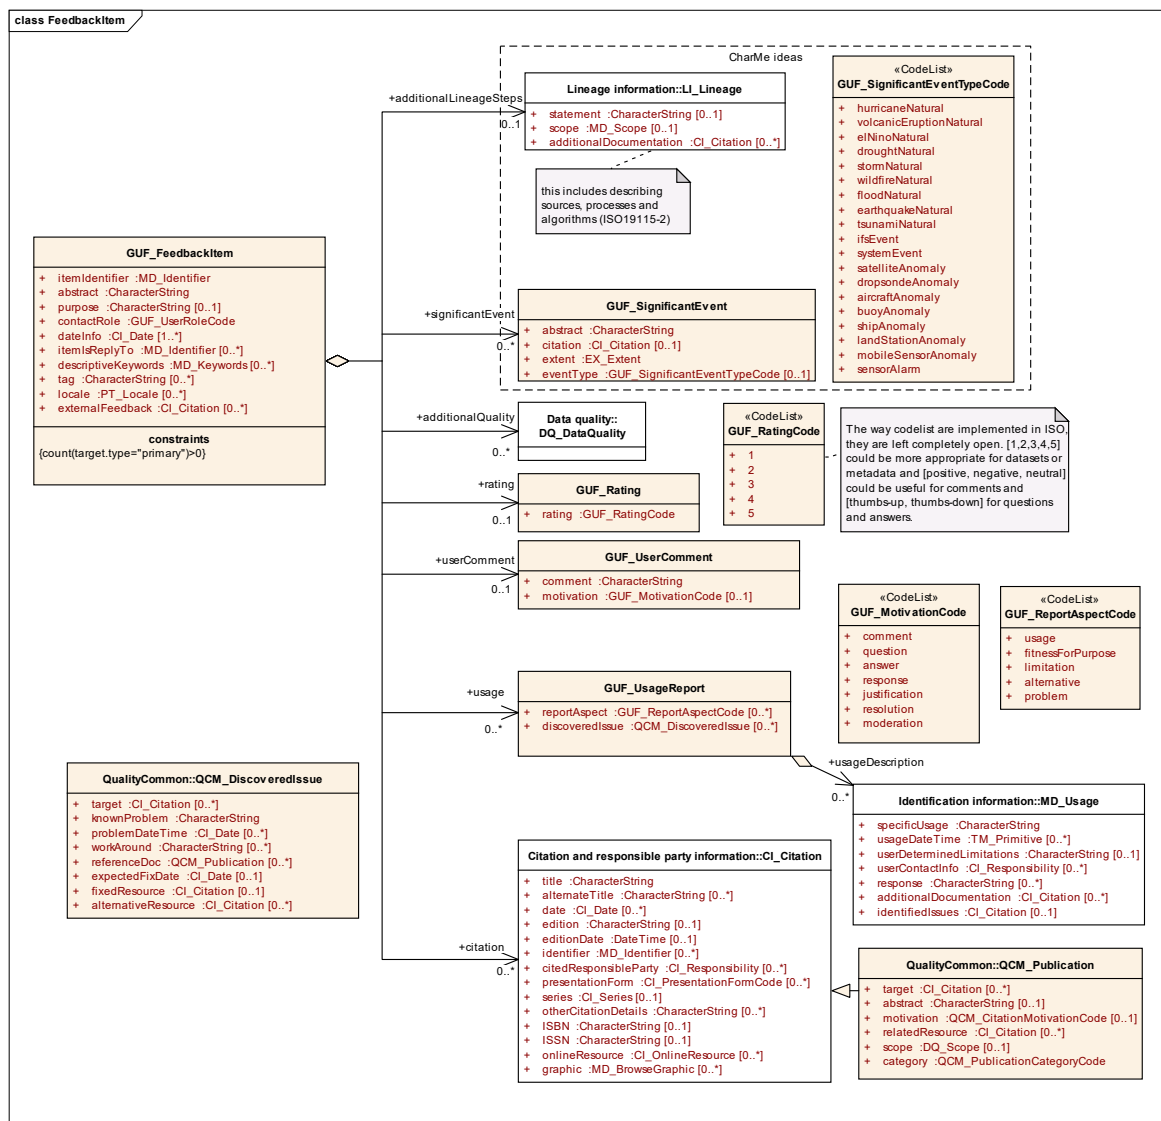 class FeedbackItem
CharMe ideas
+additionalLineageSteps
0..1
Lineage information::LI_Lineage
+ statement :CharacterString [0..1]
+ scope :MD_Scope [0..1]
+ additionalDocumentation :CI_Citation [0..*]
this includes describing
sources, processes and
algorithms (ISO19115-2)
«CodeList»
GUF_SignificantEventTypeCode
+ hurricaneNatural
+ volcanicEruptionNatural
+ elNinoNatural
+ droughtNatural
+ stormNatural
+ wildfireNatural
+ floodNatural
+ earthquakeNatural
+ tsunamiNatural
+ ifsEvent
+ systemEvent
+ satelliteAnomaly
+ dropsondeAnomaly
+ aircraftAnomaly
+ buoyAnomaly
+ shipAnomaly
+ landStationAnomaly
+ mobileSensorAnomaly
+ sensorAlarm
GUF_FeedbackItem
+ itemIdentifier :MD_Identifier
+ abstract :CharacterString
+ purpose :CharacterString [0..1]
+ contactRole :GUF_UserRoleCode
+ dateInfo :CI_Date [1..*]
+ itemIsReplyTo :MD_Identifier [0..*]
+ descriptiveKeywords :MD_Keywords [0..*]
+ tag :CharacterString [0..*]
+ locale :PT_Locale [0..*]
+ externalFeedback :CI_Citation [0..*]
constraints
{count(target.type="primary")>0}
+significantEvent
0..*
GUF_SignificantEvent
+ abstract :CharacterString
+ citation :CI_Citation [0..1]
+ extent :EX_Extent
+ eventType :GUF_SignificantEventTypeCode [0..1]
+additionalQuality
0..*
Data quality::
DQ_DataQuality
«CodeList»
GUF_RatingCode
+ 1
+ 2
+ 3
+ 4
+ 5
The way codelist are implemented in ISO,
they are left completely open. [1,2,3,4,5]
could be more appropriate for datasets or
metadata and [positive, negative, neutral]
could be useful for comments and
[thumbs-up, thumbs-down] for questions
and answers.
+rating
0..1
GUF_Rating
+ rating :GUF_RatingCode
+userComment
0..1
GUF_UserComment
+ comment :CharacterString
+ motivation :GUF_MotivationCode [0..1]
«CodeList»
GUF_MotivationCode
+ comment
+ question
+ answer
+ response
+ justification
+ resolution
+ moderation
«CodeList»
GUF_ReportAspectCode
+ usage
+ fitnessForPurpose
+ limitation
+ alternative
+ problem
+usage
0..*
GUF_UsageReport
+ reportAspect :GUF_ReportAspectCode [0..*]
+ discoveredIssue :QCM_DiscoveredIssue [0..*]
+usageDescription
0..*
QualityCommon::QCM_DiscoveredIssue
+ target :CI_Citation [0..*]
+ knownProblem :CharacterString
+ problemDateTime :CI_Date [0..*]
+ workAround :CharacterString [0..*]
+ referenceDoc :QCM_Publication [0..*]
+ expectedFixDate :CI_Date [0..1]
+ fixedResource :CI_Citation [0..1]
+ alternativeResource :CI_Citation [0..*]
Identification information::MD_Usage
+ specificUsage :CharacterString
+ usageDateTime :TM_Primitive [0..*]
+ userDeterminedLimitations :CharacterString [0..1]
+ userContactInfo :CI_Responsibility [0..*]
+ response :CharacterString [0..*]
+ additionalDocumentation :CI_Citation [0..*]
+ identifiedIssues :CI_Citation [0..1]
+citation
0..*
Citation and responsible party information::CI_Citation
+ title :CharacterString
+ alternateTitle :CharacterString [0..*]
+ date :CI_Date [0..*]
+ edition :CharacterString [0..1]
+ editionDate :DateTime [0..1]
+ identifier :MD_Identifier [0..*]
+ citedResponsibleParty :CI_Responsibility [0..*]
+ presentationForm :CI_PresentationFormCode [0..*]
+ series :CI_Series [0..1]
+ otherCitationDetails :CharacterString [0..*]
+ ISBN :CharacterString [0..1]
+ ISSN :CharacterString [0..1]
+ onlineResource :CI_OnlineResource [0..*]
+ graphic :MD_BrowseGraphic [0..*]
QualityCommon::QCM_Publication
+ target :CI_Citation [0..*]
+ abstract :CharacterString [0..1]
+ motivation :QCM_CitationMotivationCode [0..1]
+ relatedResource :CI_Citation [0..*]
+ scope :DQ_Scope [0..1]
+ category :QCM_PublicationCategoryCode